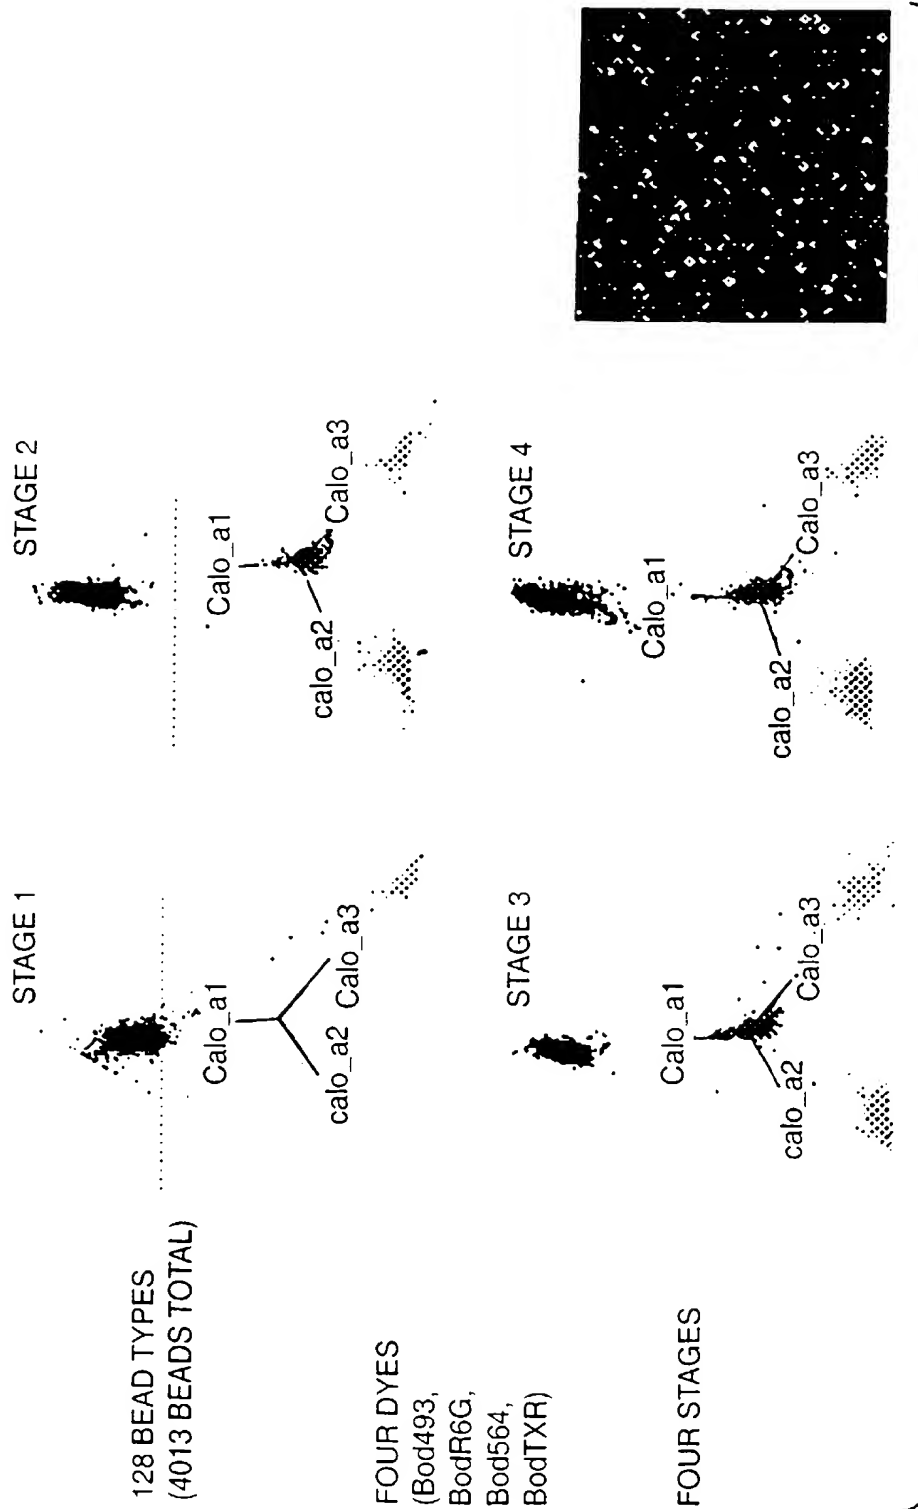 128 BEAD TYPES
(4013 BEADS TOTAL)
FOUR DYES
(Bod493,
BodR6G,
Bod564,
BodTXR)
FOUR STAGES
STAGE 1
Calo_a1
calo_a2
Calo_a3
STAGE 2
Calo_a1
calo_a2
Calo_a3
STAGE 3
Calo_a1
calo_a2
Calo_a3
STAGE 4
Calo_a1
calo_a2
Calo_a3